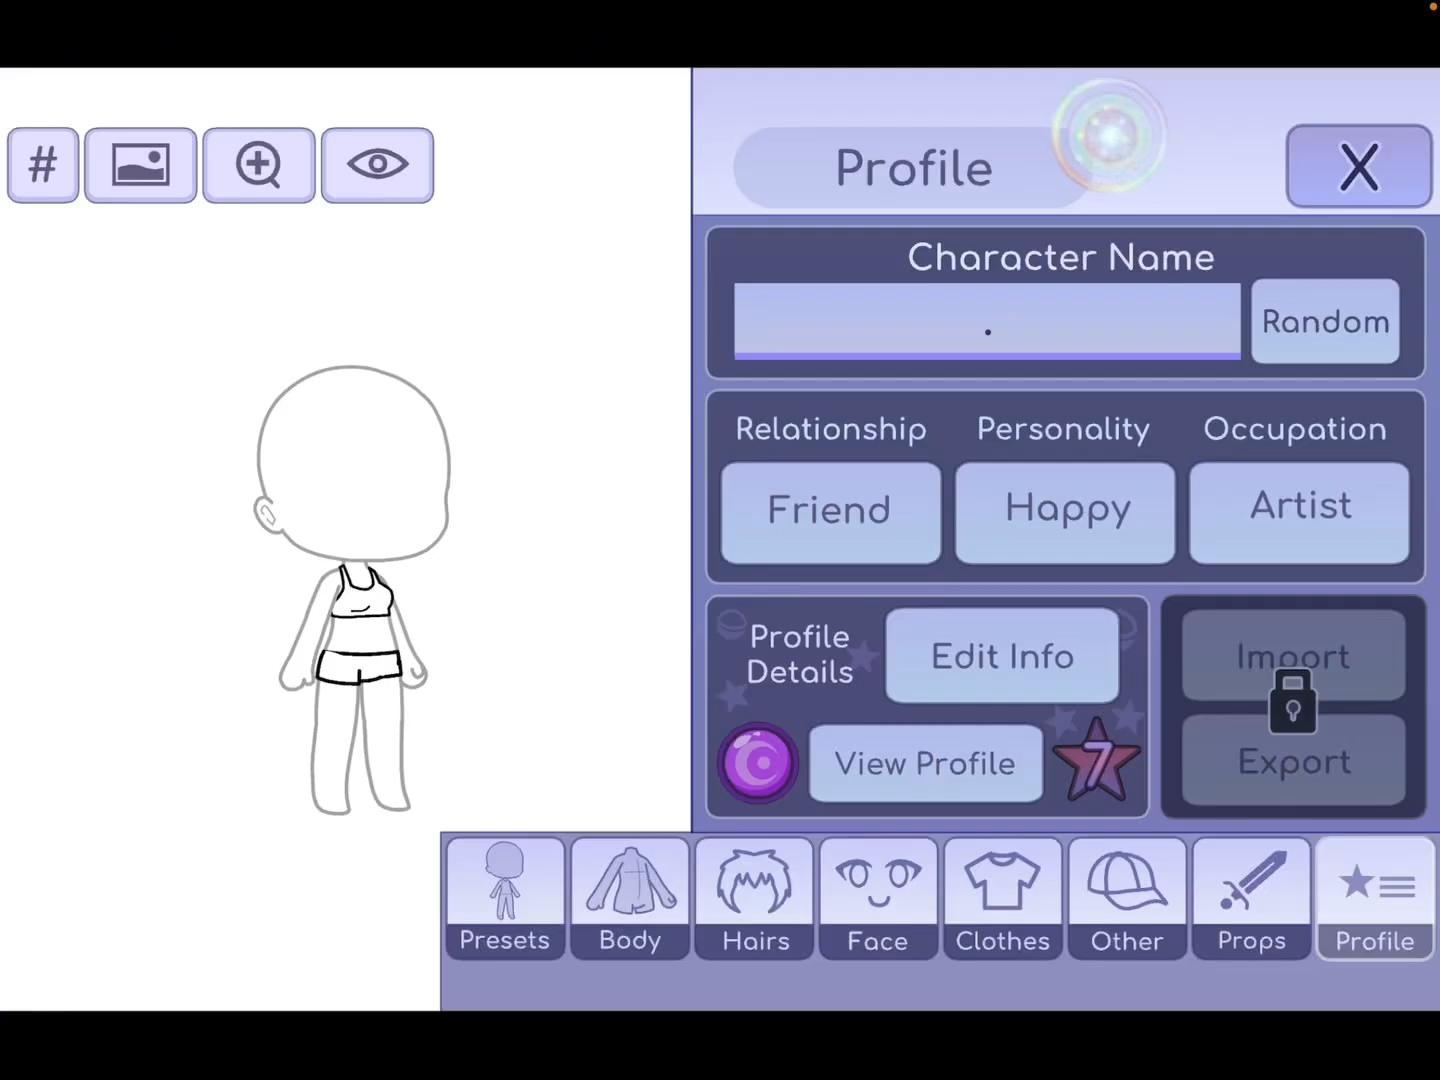 #
Profile
X
Character Name
.
Random
Relationship
Personality
Occupation
Friend
Happy
Artist
Profile
Details
Edit Info
Import
View Profile
7
Export
Presets
Body
Hairs
Face
Clothes
Other
Props
Profile